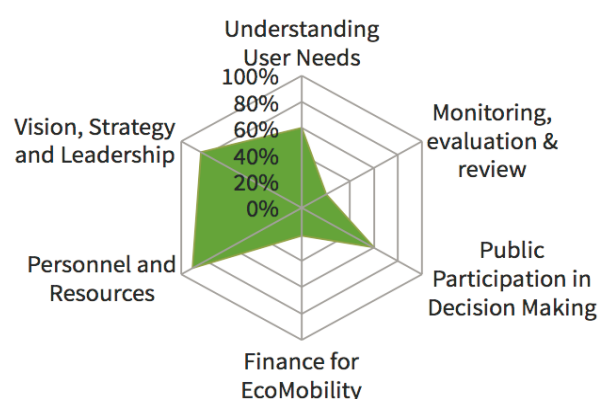 Understanding
User Needs
100%
80%
60%
40%
20%
0%
Monitoring,
evaluation &
review
Public
Participation in
Decision Making
Finance for
EcoMobility
Personnel and
Resources
Vision, Strategy
and Leadership